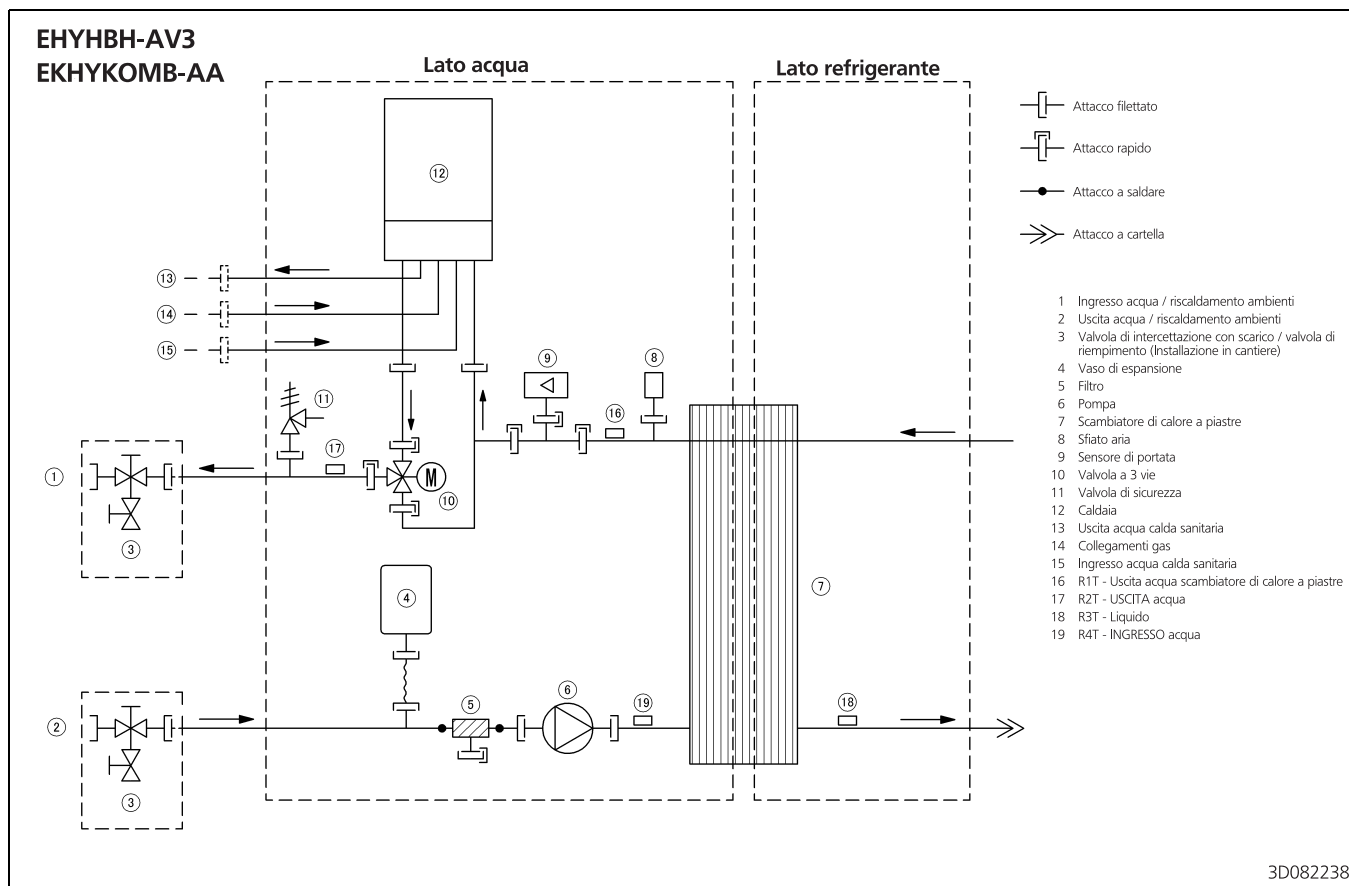 EHYHBH-AV3
EKHYKOMB-AA
Lato acqua
Lato refrigerante
Attacco filettato
Attacco rapido
Attacco a saldare
Attacco a cartella
12
13
14
15
9
8
11
16
17
1
M
10
3
7
4
5
6
19
18
2
3
1 Ingresso acqua / riscaldamento ambienti
2 Uscita acqua / riscaldamento ambienti
3 Valvola di intercettazione con scarico / valvola di
riempimento (Installazione in cantiere)
4 Vaso di espansione
5 Filtro
6 Pompa
7 Scambiatore di calore a piastre
8 Sfiato aria
9 Sensore di portata
10 Valvola a 3 vie
11 Valvola di sicurezza
12 Caldaia
13 Uscita acqua calda sanitaria
14 Collegamenti gas
15 Ingresso acqua calda sanitaria
16 R1T - Uscita acqua scambiatore di calore a piastre
17 R2T - USCITA acqua
18 R3T - Liquido
19 R4T - INGRESSO acqua
3D082238